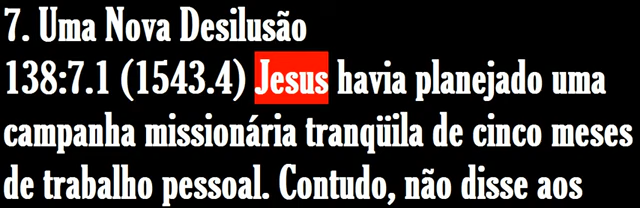 7. Uma Nova Desilusão
138:7.1 (1543.4) Jesus havia planejado uma
campanha missionária tranqüila de cinco meses
de trabalho pessoal. Contudo, não disse aos